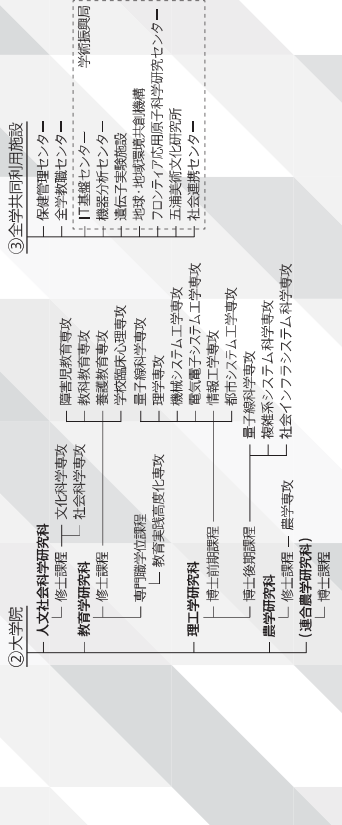 ②大学院
人文社会科学研究科
修士課程
文化科学専攻
社会科学専攻
教育学研究科
修士課程
障害児教育専攻
教科教育専攻
養護教育専攻
学校臨床心理専攻
専門職学位課程
教育実践高度化専攻
理工学研究科
博士前期課程
量子線科学専攻
理学専攻
機械システム工学専攻
電気電子システム工学専攻
情報工学専攻
都市システム工学専攻
博士後期課程
量子線科学専攻
複雑系システム科学専攻
社会インフラシステム科学専攻
農学研究科
修士課程
農学専攻
(連合農学研究科)
博士課程
③全学共同利用施設
保健管理センター
全学教職センター
学術振興局
IT基盤センター
機器分析センター
遺伝子実験施設
地球・地域環境共創機構
フロンティア応用原子科学研究センター
五浦美術文化研究所
社会連携センター